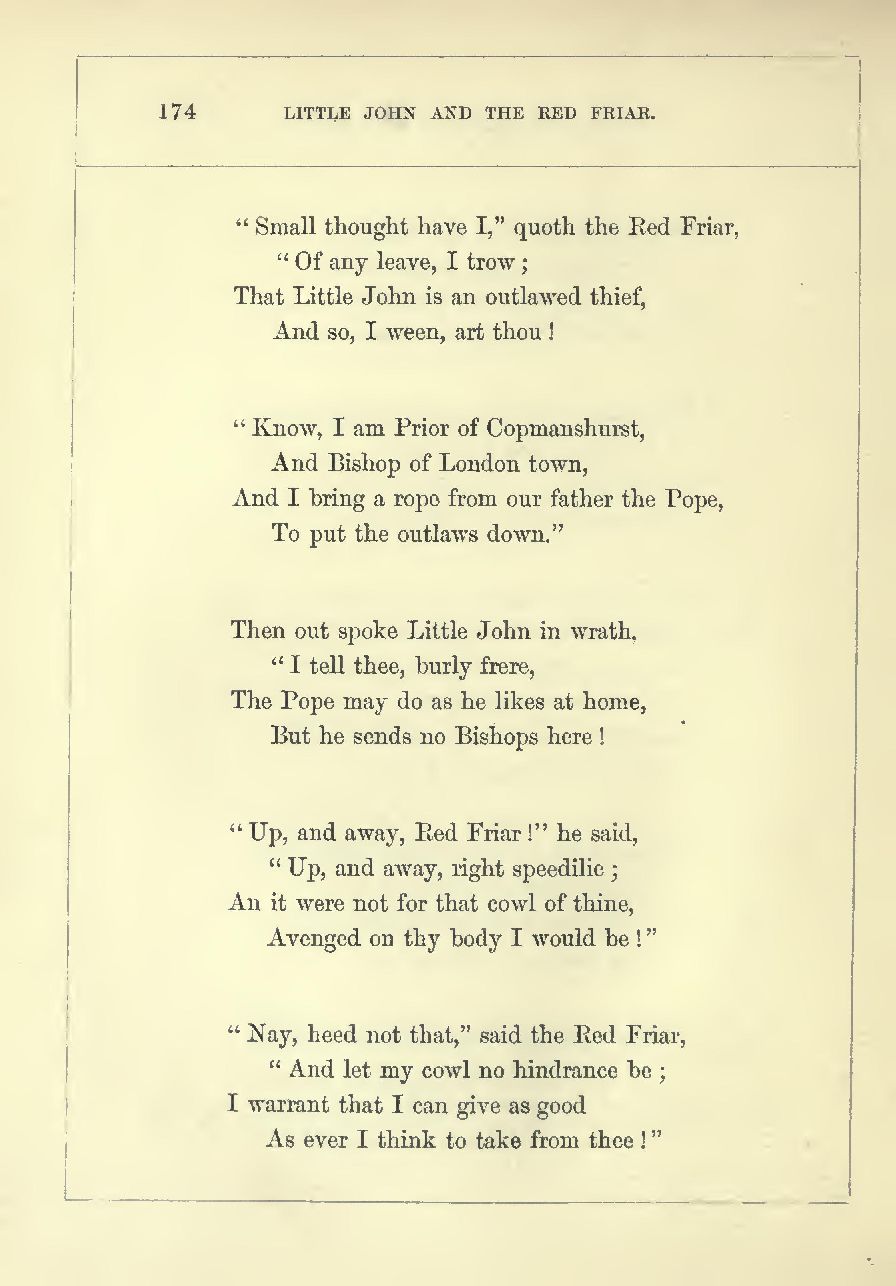 174 LITTLE JOHN AND THE RED FRIAR.
“Small thought have I,” quoth the Red Friar,
“Of any leave, I trow;
That Little John is an outlawed thief,
And so, I ween, art thou!
“Know, I am Prior of Copmanshurst,
And Bishop of London town,
And I bring a rope from our father the Pope,
To put the outlaws down.”
Then out spoke Little John in wrath,
“I tell thee, burly frere,
The Pope may do as he likes at home,
But he sends no Bishops here!
“Up, and away, Red Friar!” he said,
“Up, and away, right speedilie;
An it were not for that cowl of thine,
Avenged on thy body I would be!”
“Nay, heed not that,” said the Red Friar,
“And let my cowl no hindrance be;
I warrant that I can give as good
As ever I think to take from thee!”